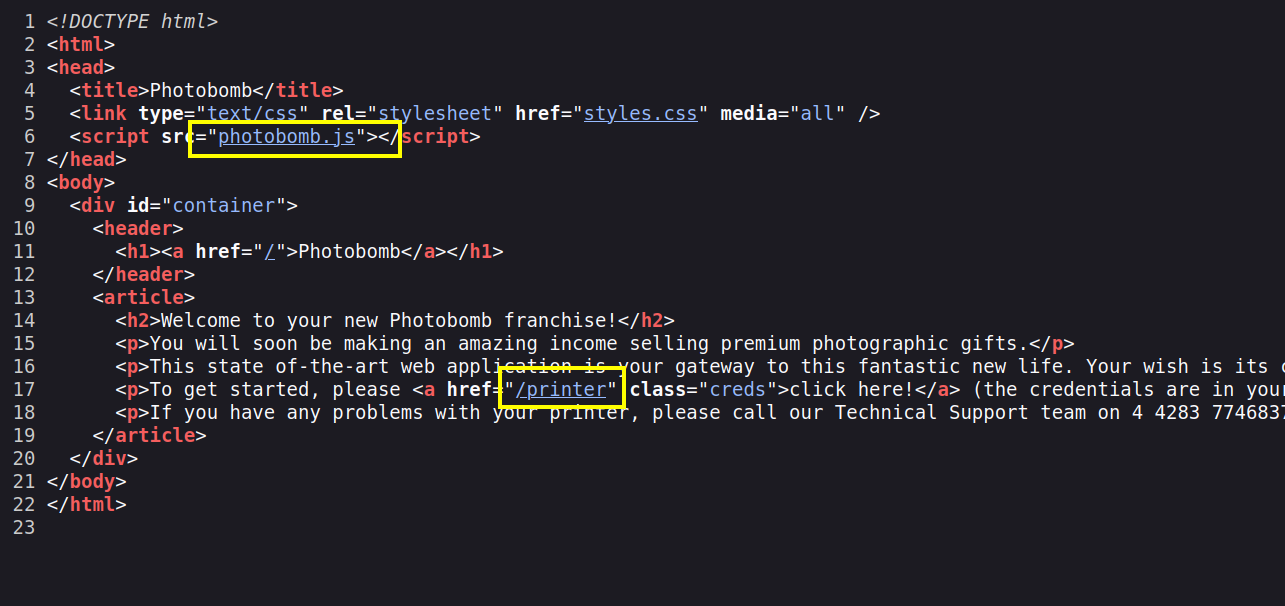 1 <!DOCTYPE html>
2 <html>
3 <head>
4   <title>Photobomb</title>
5   <link type="text/css" rel="stylesheet" href="styles.css" media="all" />
6   <script src="photobomb.js"></script>
7 </head>
8 <body>
9   <div id="container">
10     <header>
11       <h1><a href="/">Photobomb</a></h1>
12     </header>
13     <article>
14       <h2>Welcome to your new Photobomb franchise!</h2>
15       <p>You will soon be making an amazing income selling premium photographic gifts.</p>
16       <p>This state of-the-art web application is your gateway to this fantastic new life. Your wish is its
17       <p>To get started, please <a href="/printer" class="creds">click here!</a> (the credentials are in your
18       <p>If you have any problems with your printer, please call our Technical Support team on 4 4283 7746837
19     </article>
20   </div>
21 </body>
22 </html>
23